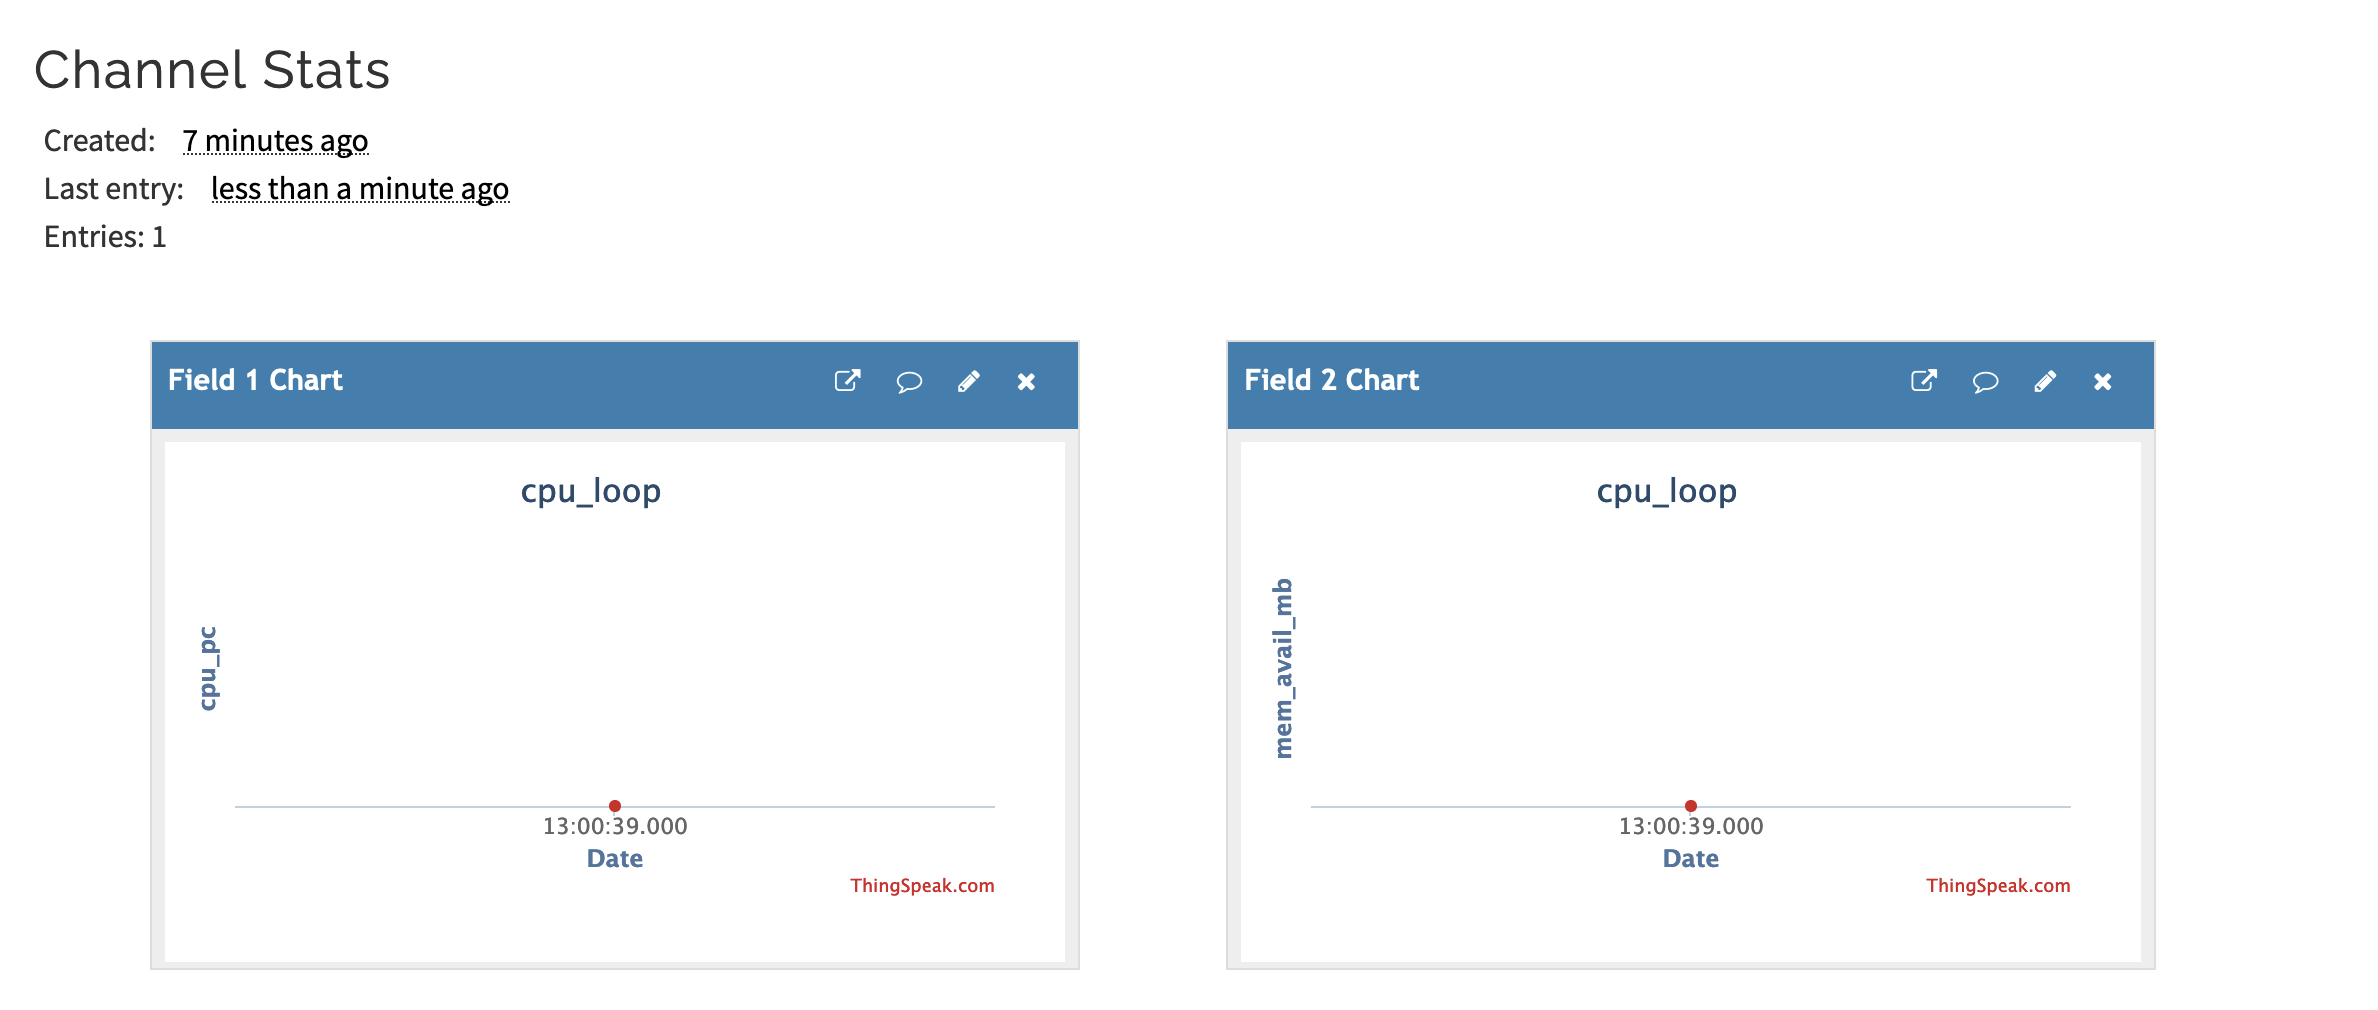 Channel Stats
Created: 7 minutes ago
Last entry: less than a minute ago
Entries: 1
Field 1 Chart
cpu_loop
cpu_pc
13:00:39.000
Date
ThingSpeak.com
Field 2 Chart
cpu_loop
mem_avail_mb
13:00:39.000
Date
ThingSpeak.com